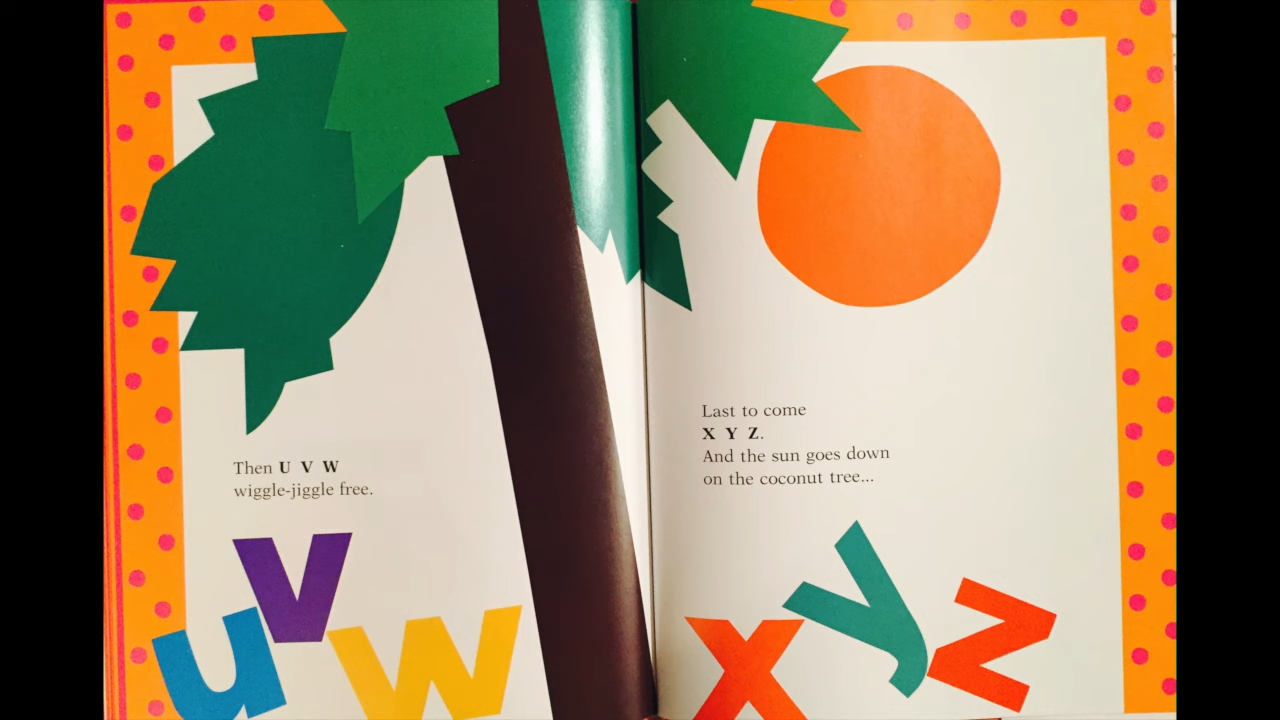 Then U V W
wiggle-jiggle free.
u v w
Last to come
X Y Z.
And the sun goes down
on the coconut tree...
x y z